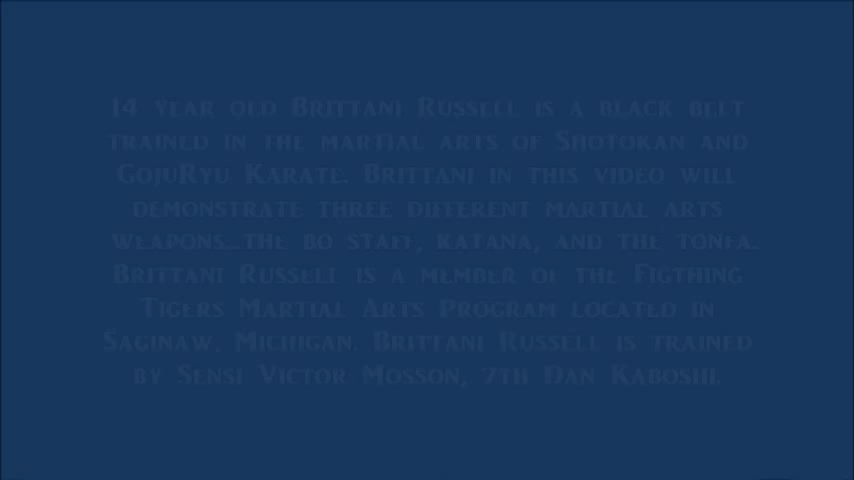 14 year old Brittani Russell is a black belt
trained in the martial arts of Shotokan and
GojuRyu Karate. Brittani in this video will
demonstrate three different martial arts
weapons...the bo staff, katana, and the tonfa.
Brittani Russell is a member of the Figthing
Tigers Martial Arts Program located in
Saginaw, Michigan. Brittani Russell is trained
by Sensi Victor Mosson, 7th Dan Kaboshi.